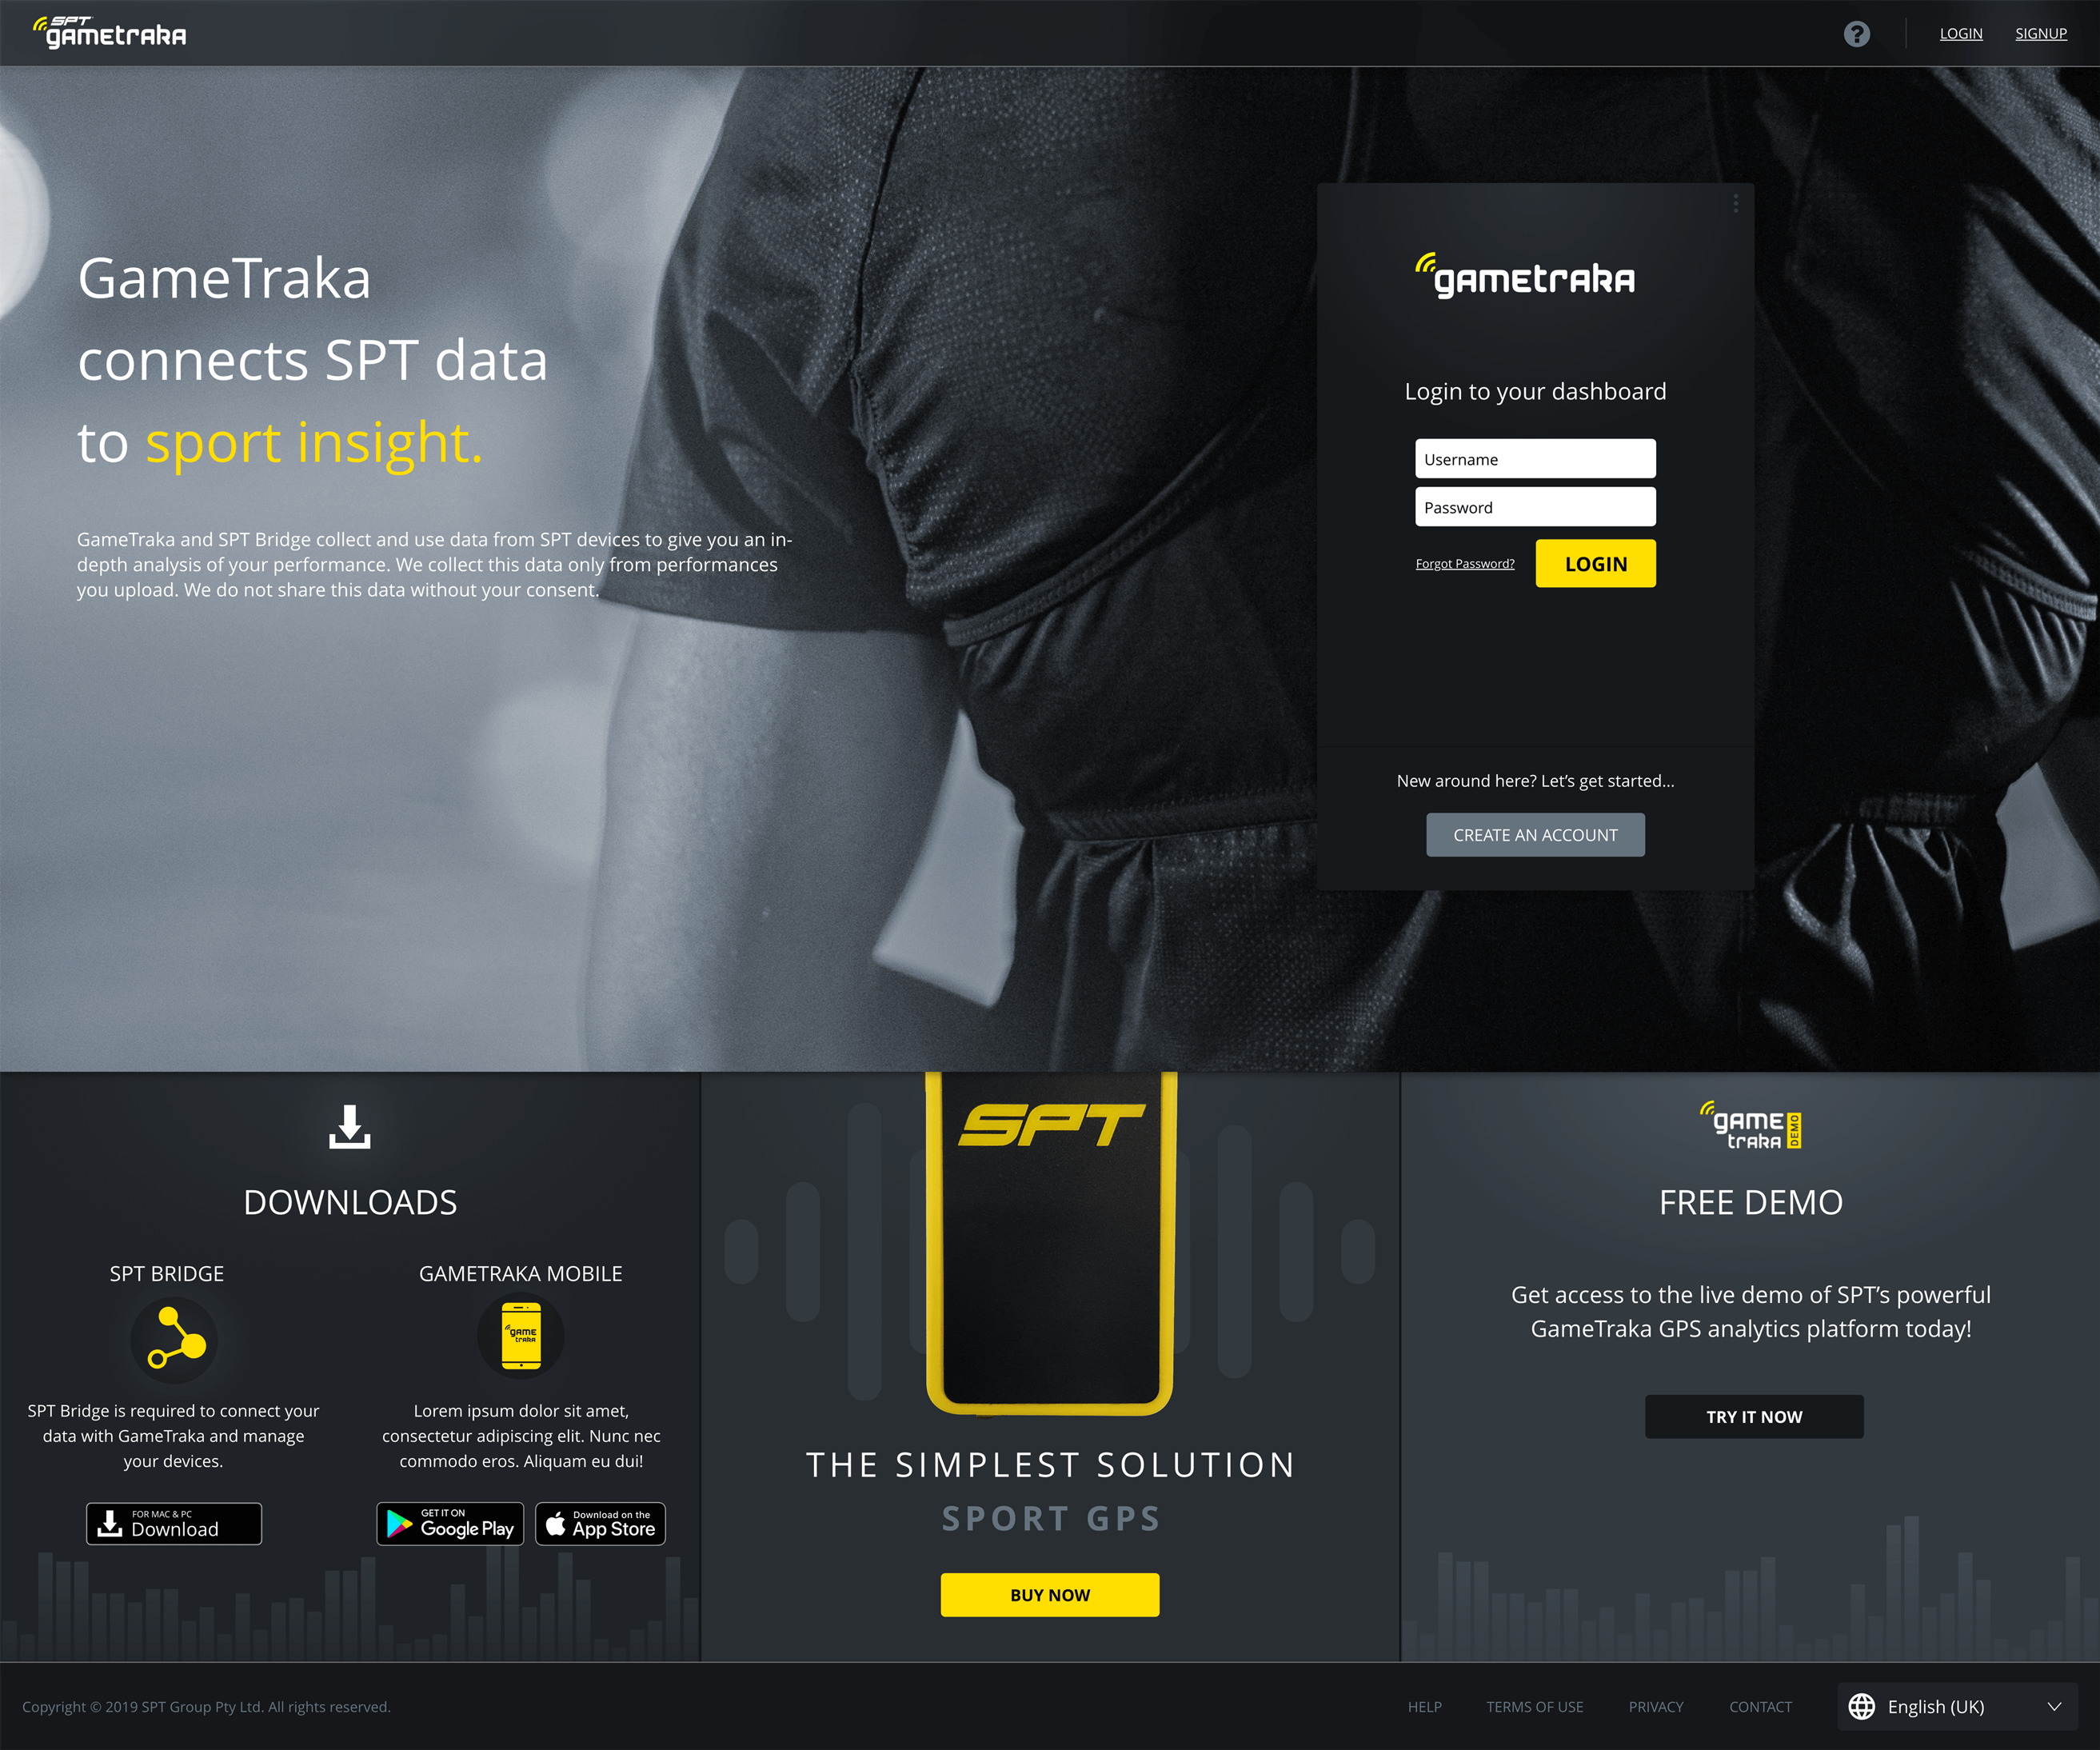 SPT
gametraka
?
LOGIN
SIGNUP
GameTraka
connects SPT data
to sport insight.
GameTraka and SPT Bridge collect and use data from SPT devices to give you an in-
depth analysis of your performance. We collect this data only from performances
you upload. We do not share this data without your consent.
gametraka
Login to your dashboard
Username
Password
Forgot Password?
LOGIN
New around here? Let’s get started...
CREATE AN ACCOUNT
DOWNLOADS
SPT BRIDGE
SPT Bridge is required to connect your
data with GameTraka and manage
your devices.
FOR MAC & PC
Download
GAMETRAKA MOBILE
game
traka
Lorem ipsum dolor sit amet,
consectetur adipiscing elit. Nunc nec
commodo eros. Aliquam eu dui!
GET IT ON
Google Play
Download on the
App Store
SPT
THE SIMPLEST SOLUTION
SPORT GPS
BUY NOW
game
traka
DEMO
FREE DEMO
Get access to the live demo of SPT’s powerful
GameTraka GPS analytics platform today!
TRY IT NOW
Copyright © 2019 SPT Group Pty Ltd. All rights reserved.
HELP
TERMS OF USE
PRIVACY
CONTACT
English (UK)